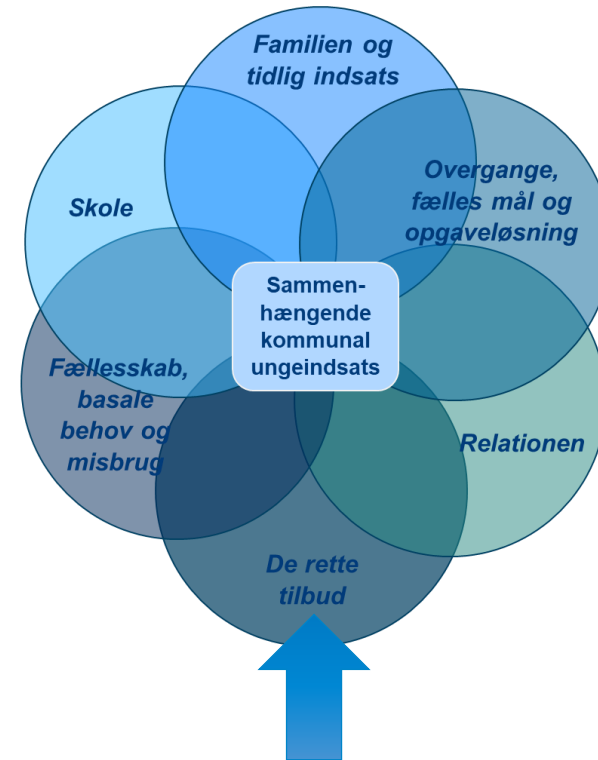 Familien og
tidlig indsats
Overgange,
fælles mål og
opgaveløsning
Skole
Sammen-
hængende
kommunal
ungeindsats
Fællesskab,
basale
behov og
misbrug
Relationen
De rette
tilbud